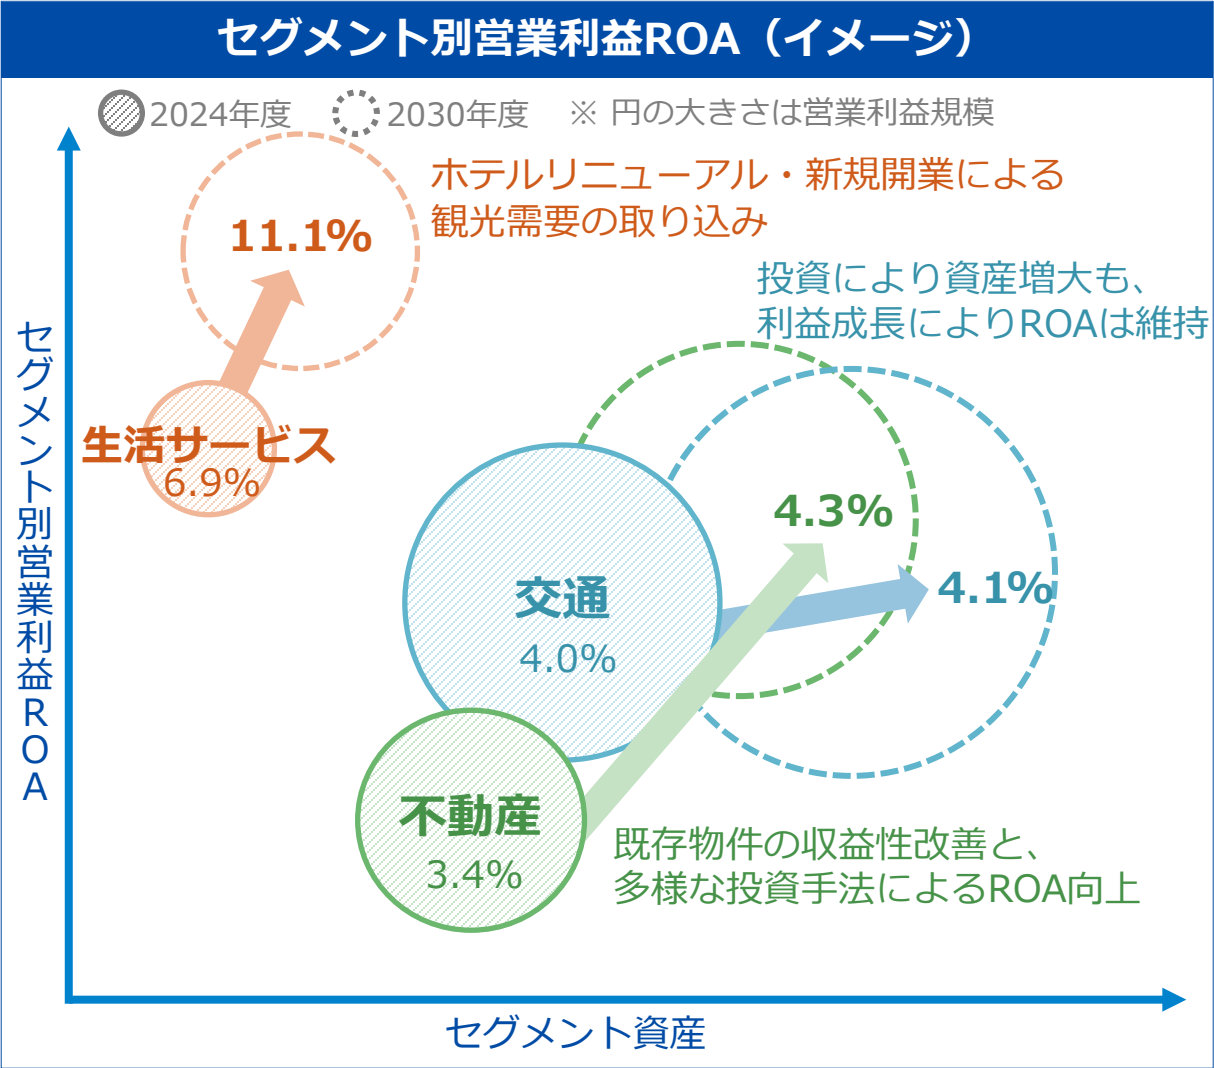 セグメント別営業利益ROA（イメージ）
2024年度 2030年度 ※ 円の大きさは営業利益規模
ホテルリニューアル・新規開業による
観光需要の取り込み
11.1%
投資により資産増大も、
利益成長によりROAは維持
セグメント別営業利益ROA
生活サービス
6.9%
4.3%
4.1%
交通
4.0%
不動産
3.4%
既存物件の収益性改善と、
多様な投資手法によるROA向上
セグメント資産